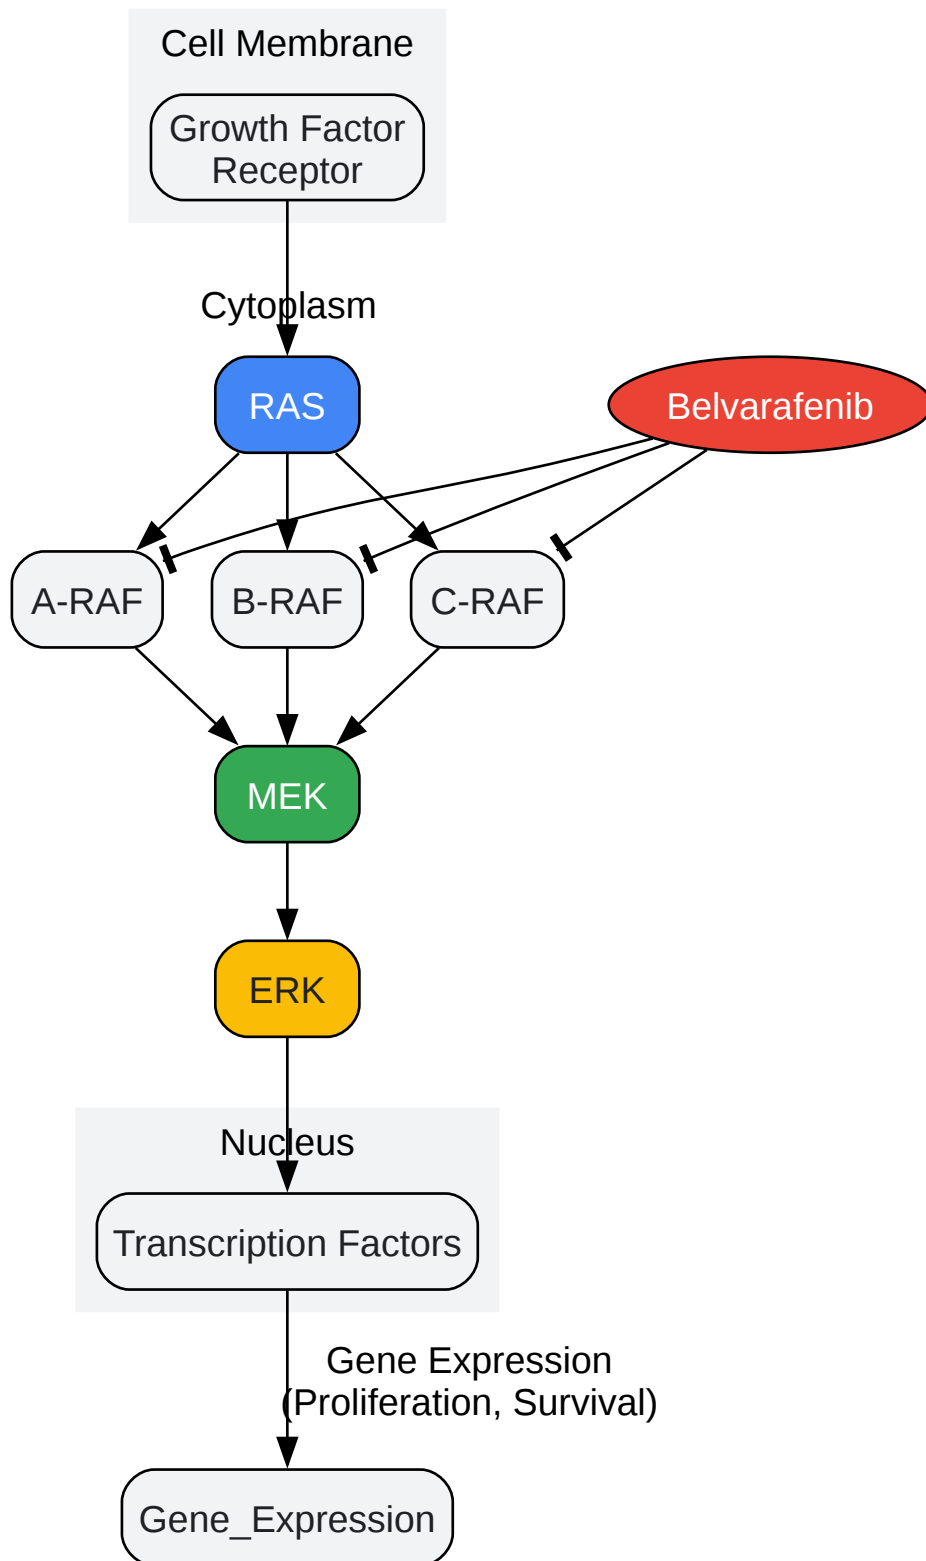 Cell Membrane
Growth Factor
Receptor
Cytoplasm
RAS
Belvarafenib
A-RAF
B-RAF
C-RAF
MEK
ERK
Nucleus
Transcription Factors
Gene Expression
(Proliferation, Survival)
Gene_Expression